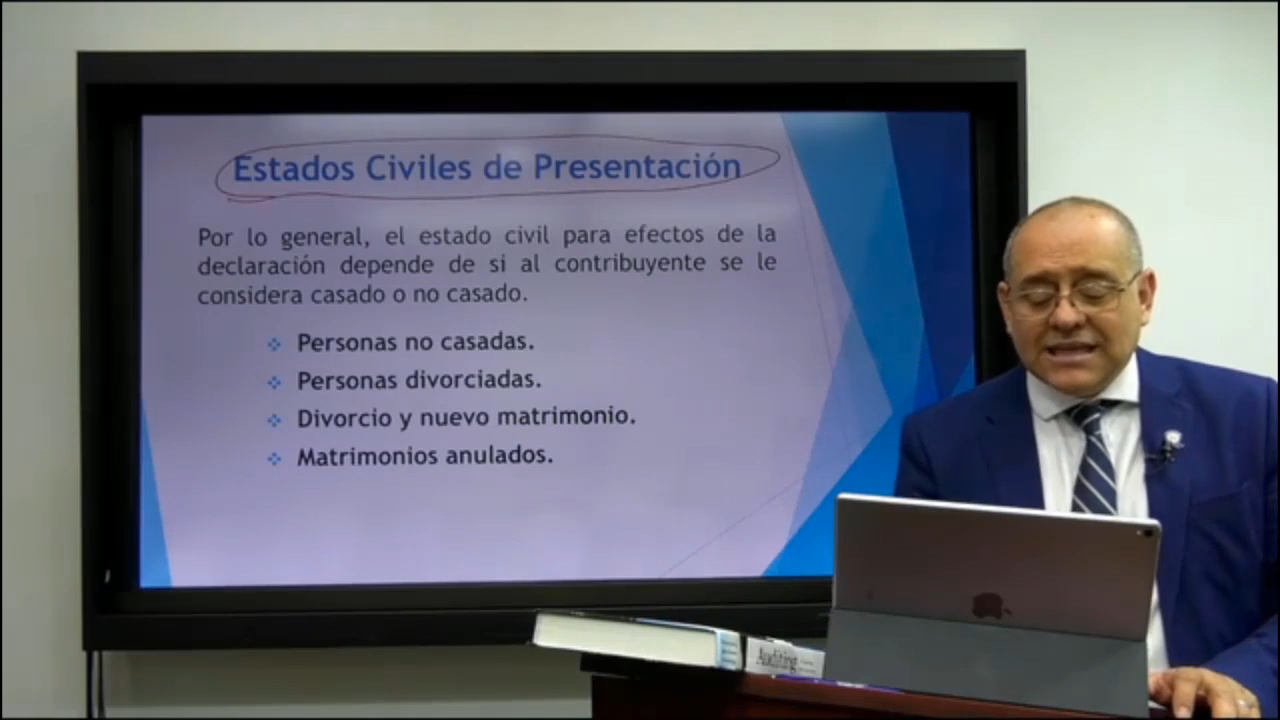 Estados Civiles de Presentación
Por lo general, el estado civil para efectos de la
declaración depende de si al contribuyente se le
considera casado o no casado.
Personas no casadas.
Personas divorciadas.
Divorcio y nuevo matrimonio.
Matrimonios anulados.
Auditing